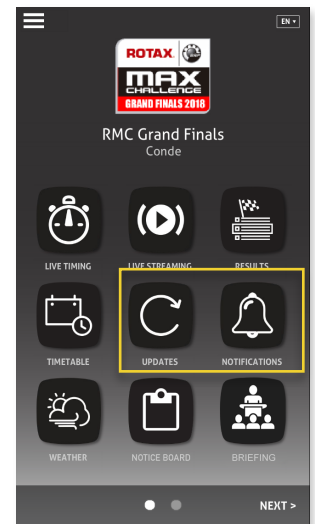 EN
ROTAX
MAX
CHALLENGE
GRAND FINALS 2018
RMC Grand Finals
Conde
LIVE TIMING LIVE STREAMING RESULTS
TIMETABLE UPDATES NOTIFICATIONS
WEATHER NOTICE BOARD BRIEFING
NEXT >